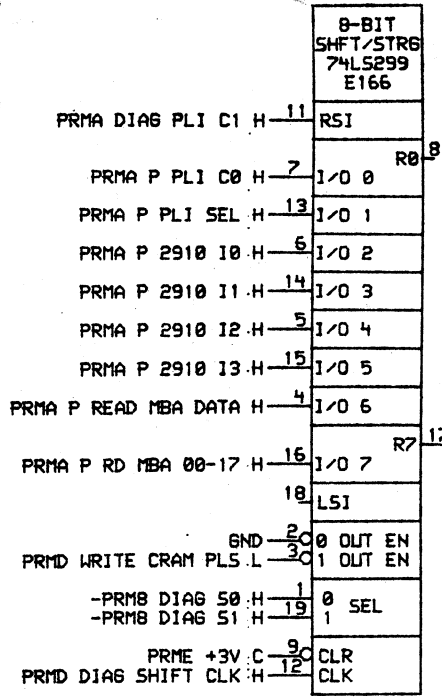 8-BIT
SHFT/STRG
74LS299
E166
PRMA DIAG PLI C1 H 11 RSI
R0 8
PRMA P PLI C0 H 7 I/O 0
PRMA P PLI SEL H 13 I/O 1
PRMA P 2910 I0 H 6 I/O 2
PRMA P 2910 I1 H 14 I/O 3
PRMA P 2910 I2 H 5 I/O 4
PRMA P 2910 I3 H 15 I/O 5
PRMA P READ MBA DATA H 4 I/O 6
R7 17
PRMA P RD MBA 00-17 H 16 I/O 7
18 LSI
GND 2 0 OUT EN
PRMD WRITE CRAM PLS L 3 1 OUT EN
-PRM8 DIAG S0 H 1 0 SEL
-PRM8 DIAG S1 H 19 1
PRME +3V C 9 CLR
PRMD DIAG SHIFT CLK H 12 CLK